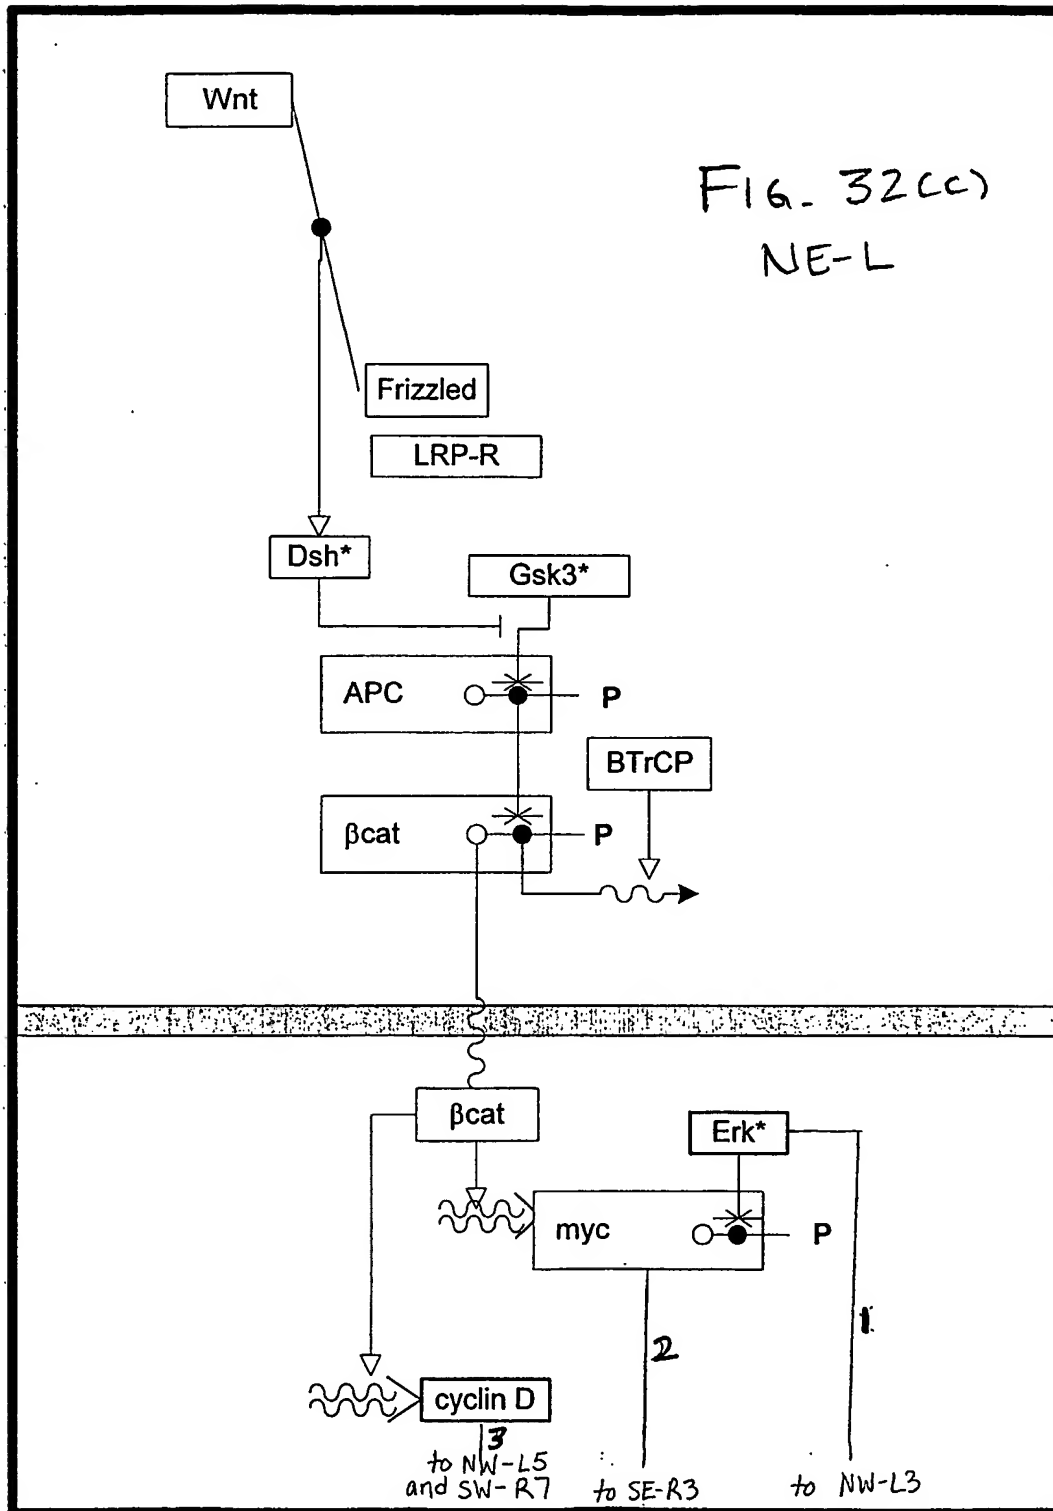 Wnt
FIG. 32(c)
NE-L
Frizzled
LRP-R
Dsh*
Gsk3*
APC
P
BTrCP
βcat
P
βcat
Erk*
myc
P
1
2
cyclin D
3
to NW-L5
and SW-R7
to SE-R3
to NW-L3